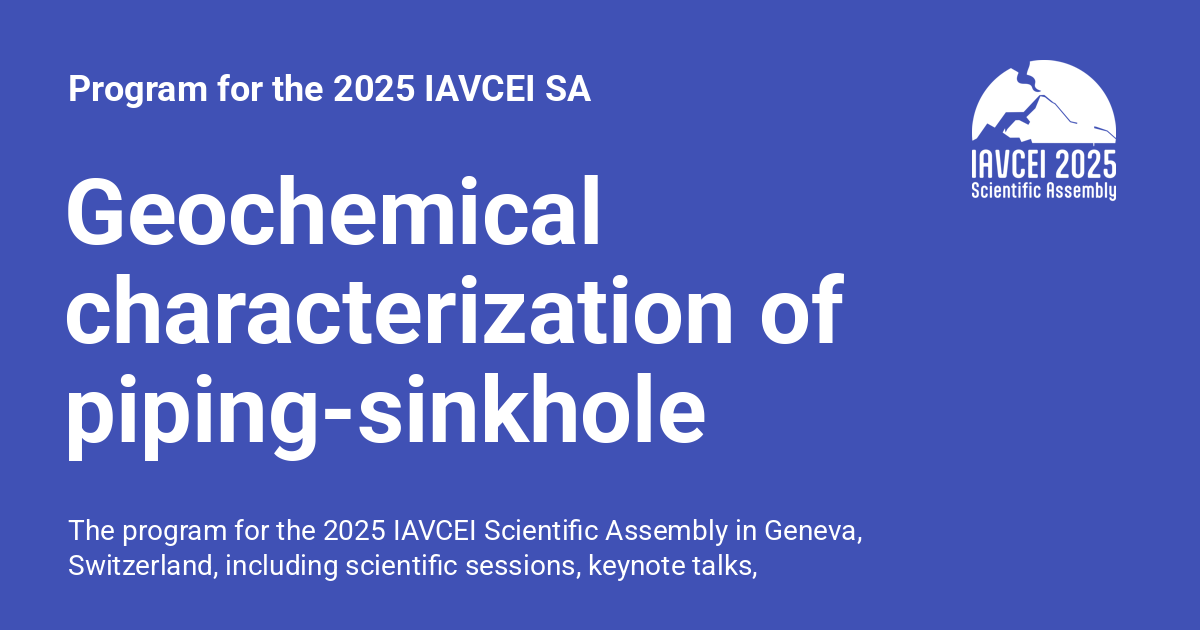 Program for the 2025 IAVCEI SA
IAVCEI 2025
Scientific Assembly
Geochemical
characterization of
piping-sinkhole
The program for the 2025 IAVCEI Scientific Assembly in Geneva,
Switzerland, including scientific sessions, keynote talks,